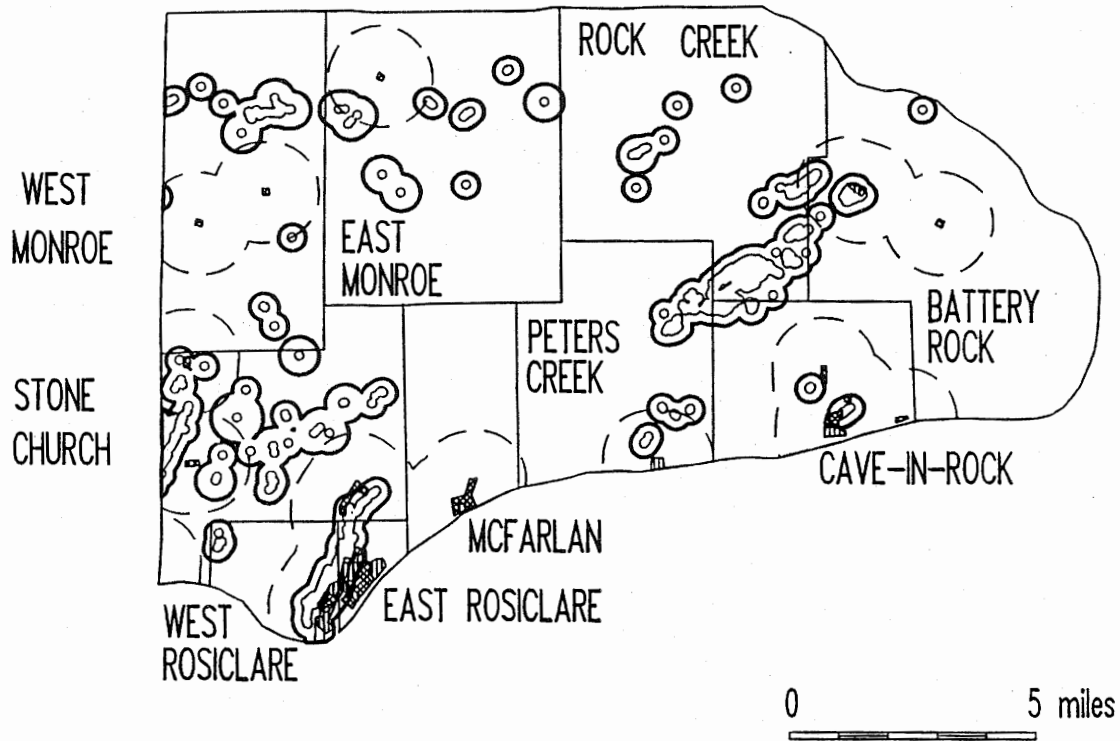 ROCK CREEK
WEST
MONROE
EAST
MONROE
BATTERY
ROCK
PETERS
CREEK
STONE
CHURCH
CAVE-IN-ROCK
MCFARLAN
EAST ROSICLARE
WEST
ROSICLARE
0 5 miles